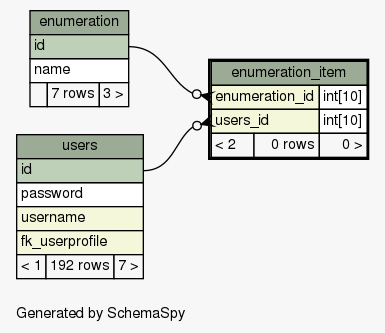 enumeration
id
name
7 rows 3 >
enumeration_item
enumeration_id int[10]
users_id int[10]
< 2 0 rows 0 >
users
id
password
username
fk_userprofile
< 1 192 rows 7 >
Generated by SchemaSpy